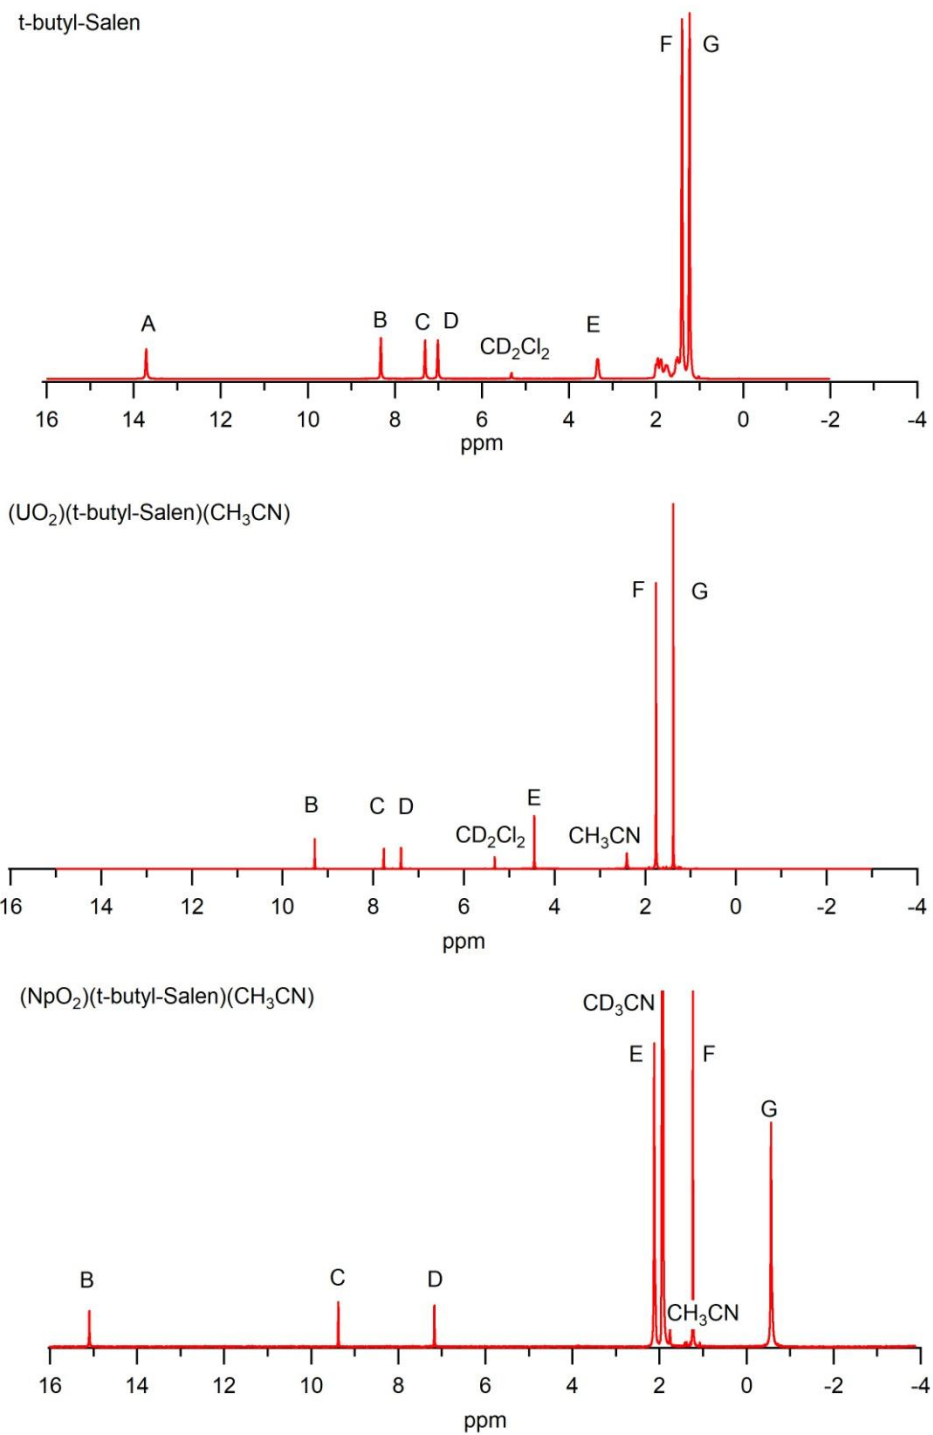 t-butyl-Salen
F G
A B C D CD₂Cl₂ E
16 14 12 10 8 6 4 2 0 -2 -4
ppm
(UO₂)(t-butyl-Salen)(CH₃CN)
F G
B C D CD₂Cl₂ E CH₃CN
16 14 12 10 8 6 4 2 0 -2 -4
ppm
(NpO₂)(t-butyl-Salen)(CH₃CN)
CD₃CN
E F
G
B C D CH₃CN
16 14 12 10 8 6 4 2 0 -2 -4
ppm